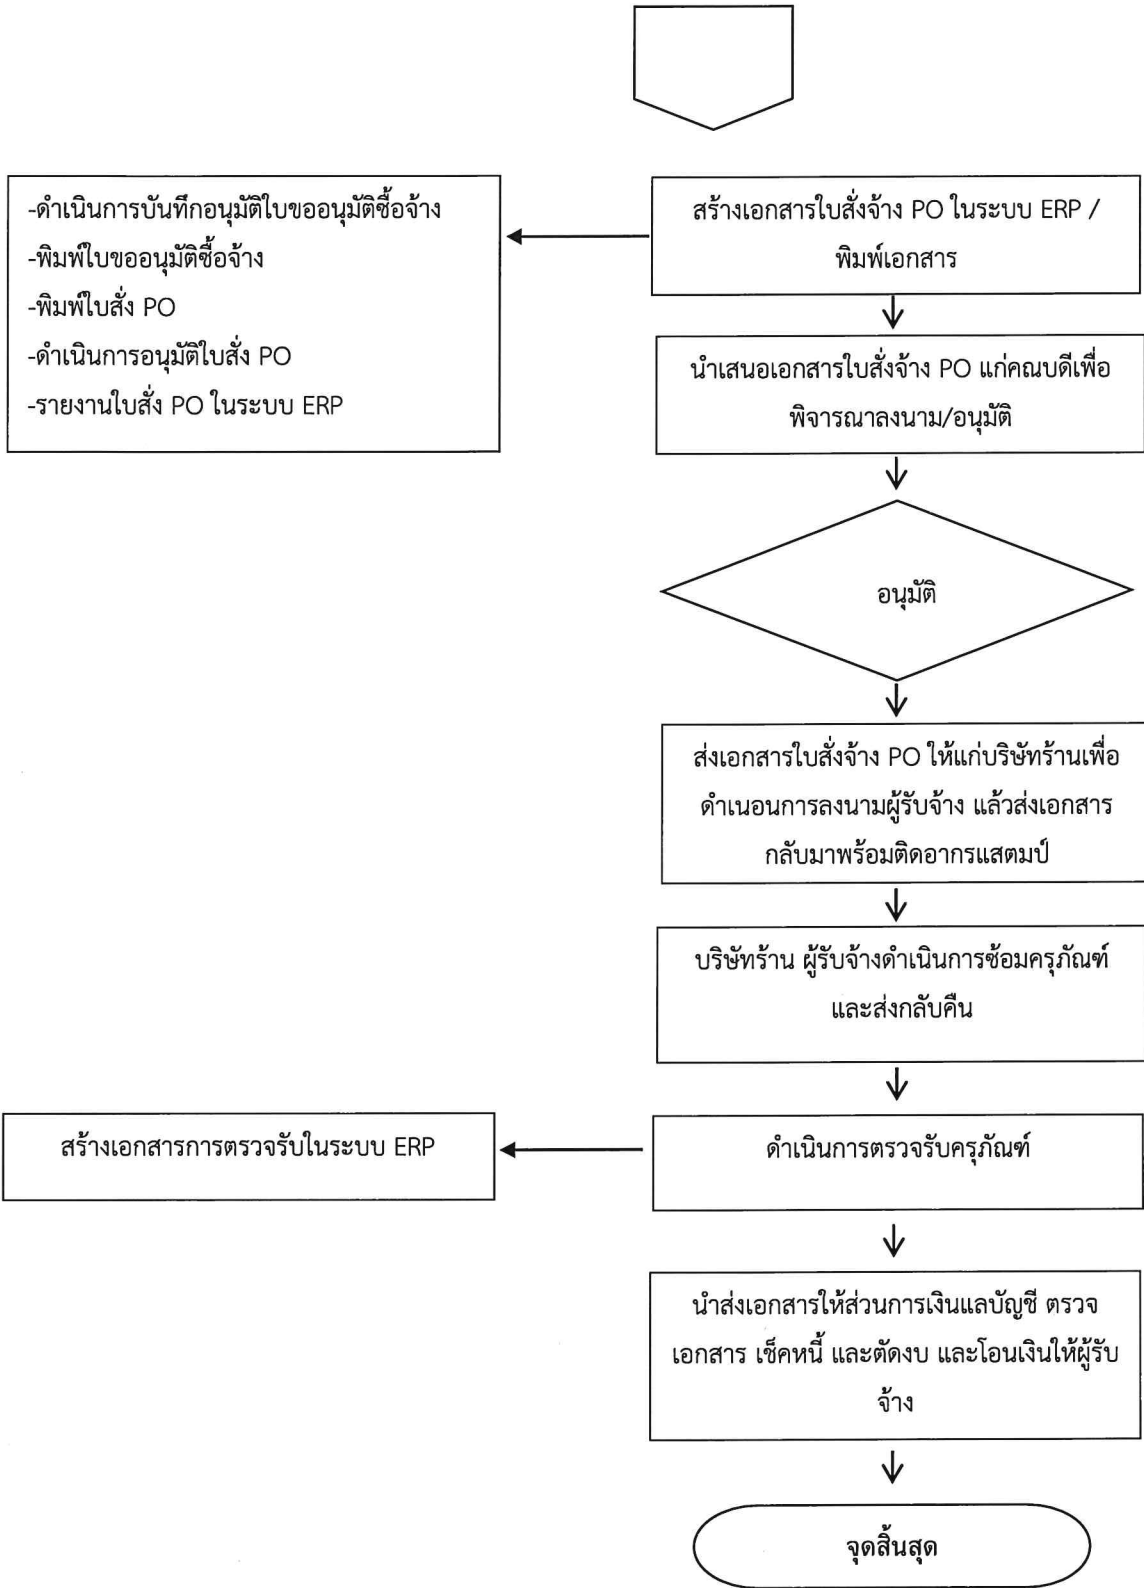 -ดำเนินการบันทึกอนุมัติใบขออนุมัติซื้อจ้าง
-พิมพ์ใบขออนุมัติซื้อจ้าง
-พิมพ์ใบสั่ง PO
-ดำเนินการอนุมัติใบสั่ง PO
-รายงานใบสั่ง PO ในระบบ ERP
สร้างเอกสารใบสั่งจ้าง PO ในระบบ ERP /
พิมพ์เอกสาร
นำเสนอเอกสารใบสั่งจ้าง PO แก่คณบดีเพื่อ
พิจารณาลงนาม/อนุมัติ
อนุมัติ
ส่งเอกสารใบสั่งจ้าง PO ให้แก่บริษัทร้านเพื่อ
ดำเนอนการลงนามผู้รับจ้าง แล้วส่งเอกสาร
กลับมาพร้อมติดอากรแสตมป์
บริษัทร้าน ผู้รับจ้างดำเนินการซ้อมครุภัณฑ์
และส่งกลับคืน
สร้างเอกสารการตรวจรับในระบบ ERP
ดำเนินการตรวจรับครุภัณฑ์
นำส่งเอกสารให้ส่วนการเงินแลบัญชี ตรวจ
เอกสาร เช็คหนี้ และตัดงบ และโอนเงินให้ผู้รับ
จ้าง
จุดสิ้นสุด